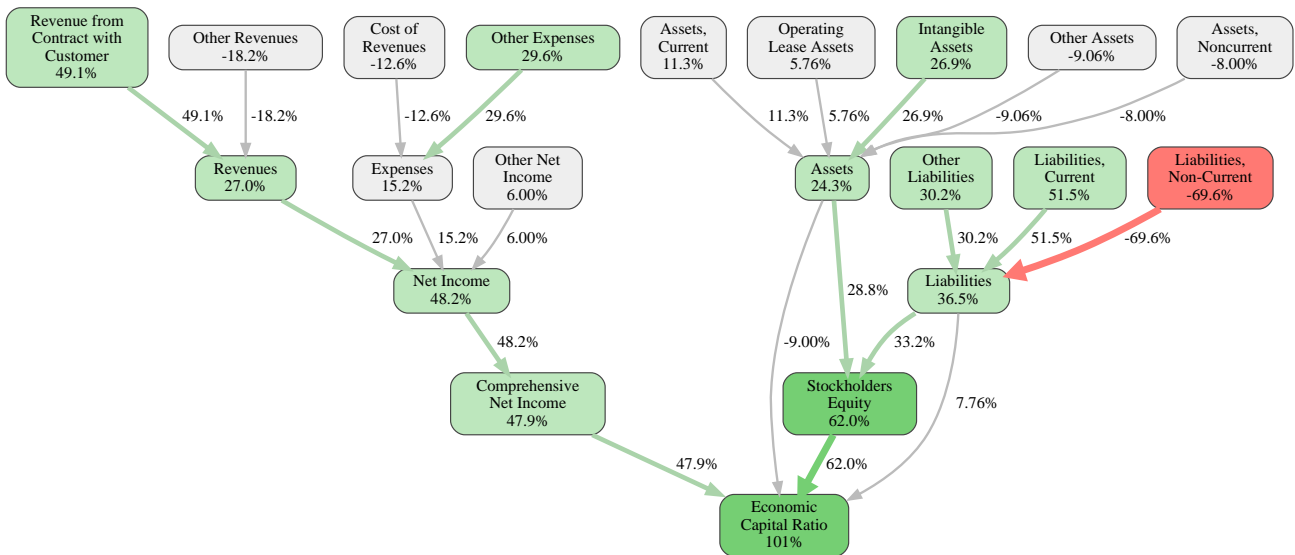 Revenue from
Contract with
Customer
49.1%
Other Revenues
-18.2%
Cost of
Revenues
-12.6%
Other Expenses
29.6%
Assets,
Current
11.3%
Operating
Lease Assets
5.76%
Intangible
Assets
26.9%
Other Assets
-9.06%
Assets,
Noncurrent
-8.00%
49.1%
-18.2%
-12.6%
29.6%
11.3%
5.76%
26.9%
-9.06%
-8.00%
Revenues
27.0%
Expenses
15.2%
Other Net
Income
6.00%
Assets
24.3%
Other
Liabilities
30.2%
Liabilities,
Current
51.5%
Liabilities,
Non-Current
-69.6%
27.0%
15.2%
6.00%
30.2%
51.5%
-69.6%
Net Income
48.2%
28.8%
Liabilities
36.5%
48.2%
-9.00%
33.2%
Comprehensive
Net Income
47.9%
Stockholders
Equity
62.0%
7.76%
47.9%
62.0%
Economic
Capital Ratio
101%